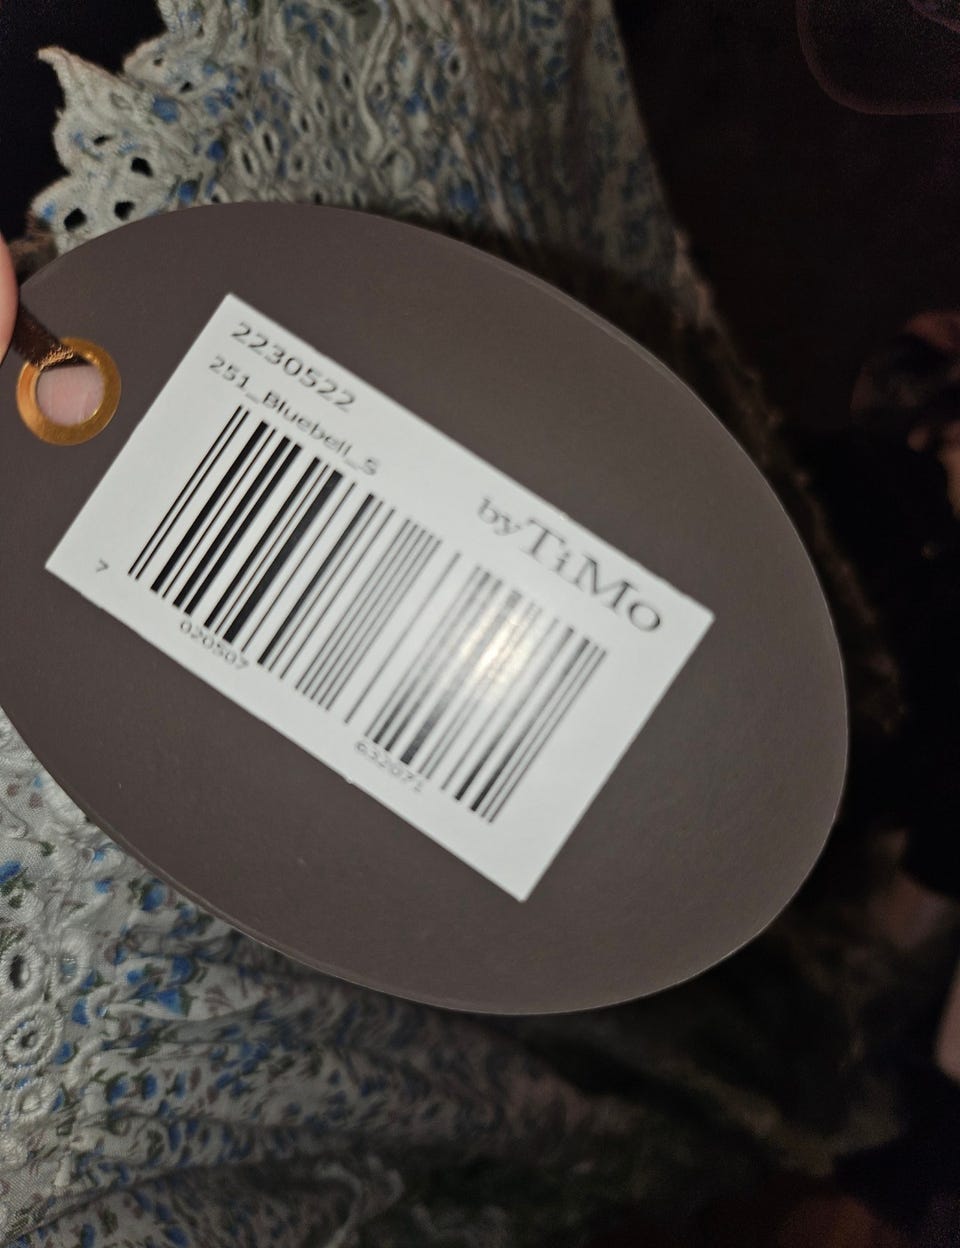 2230522
251_Bluebell_S
byTiMo
7 020507 632071